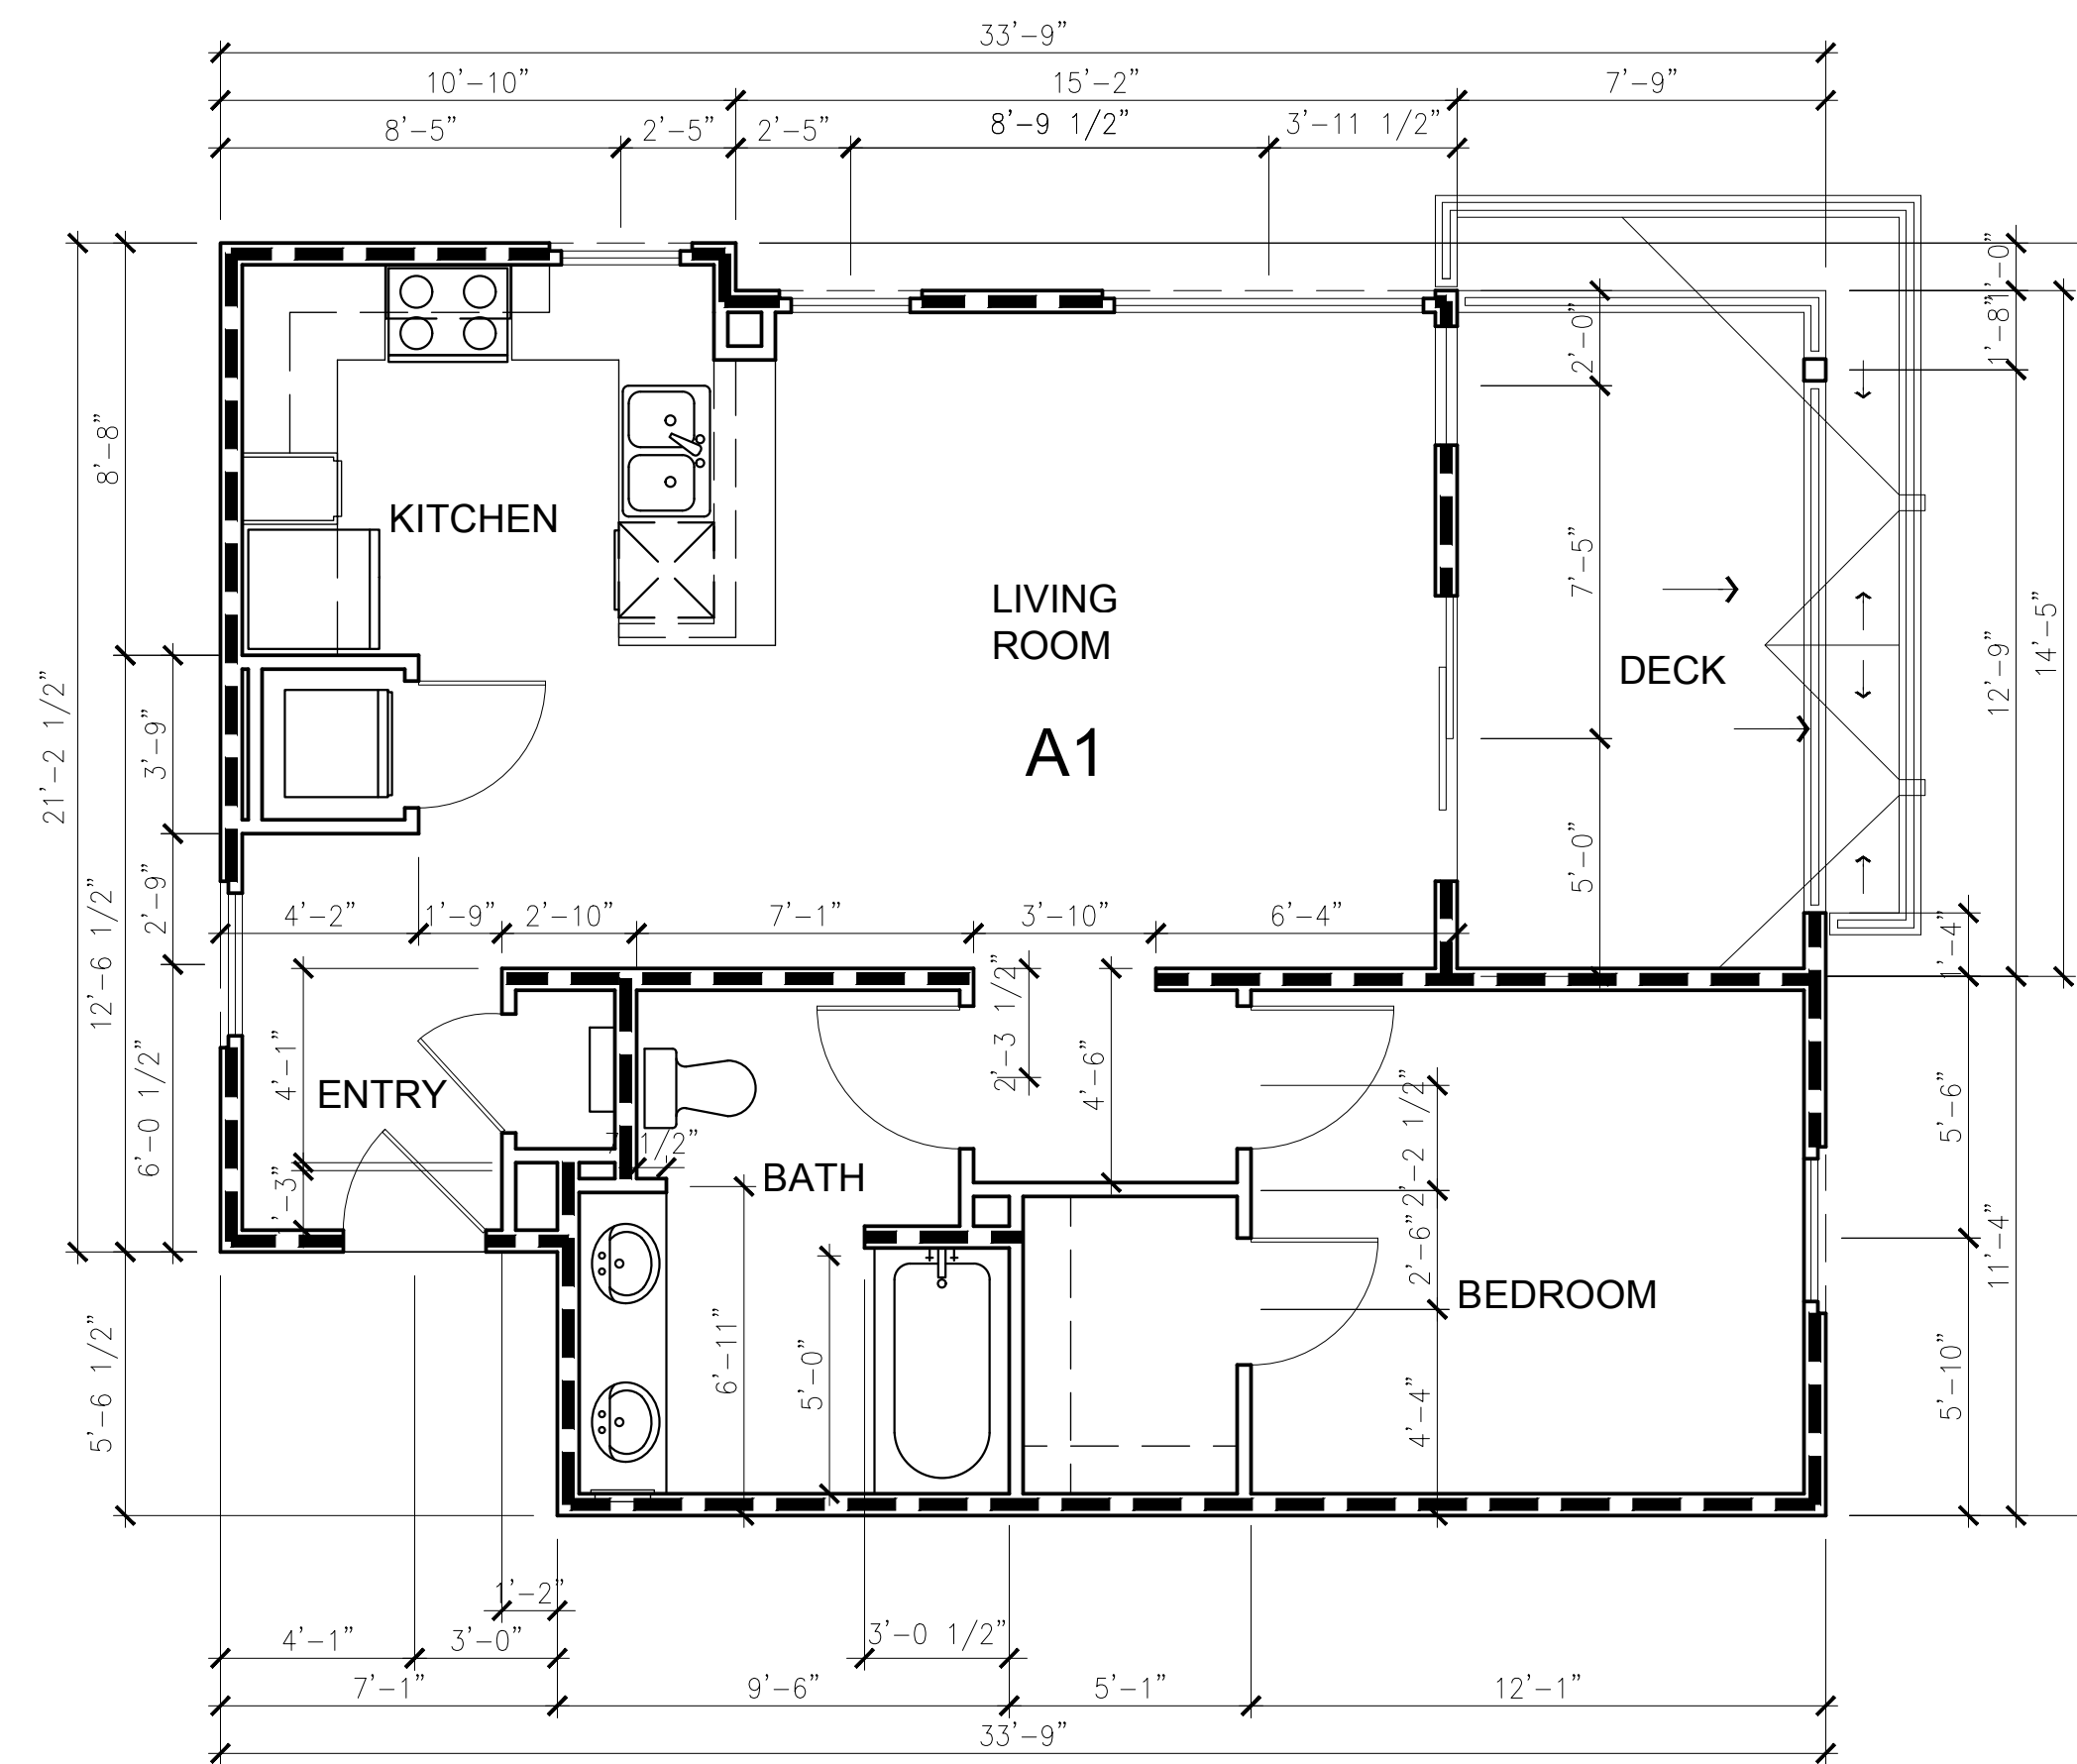 33'-9"
10'-10" 15'-2" 7'-9"
8'-5" 2'-5" 2'-5" 8'-9 1/2" 3'-11 1/2"
1'-0"
1'-8"
2'-0"
8'-8"
KITCHEN
7'-5"
LIVING
ROOM
DECK
14'-5"
12'-9"
A1
21'-2 1/2"
3'-9"
12'-6 1/2"
2'-9"
5'-0"
4'-2" 1'-9" 2'-10" 7'-1" 3'-10" 6'-4"
1'-4"
2'-3 1/2"
4'-1"
4'-6"
ENTRY
6'-0 1/2"
2'-2 1/2"
5'-6"
BATH
2'-6"
11'-4"
BEDROOM
6'-11"
5'-0"
5'-6 1/2"
4'-4"
5'-10"
1'-2"
4'-1" 3'-0" 3'-0 1/2"
7'-1" 9'-6" 5'-1" 12'-1"
33'-9"